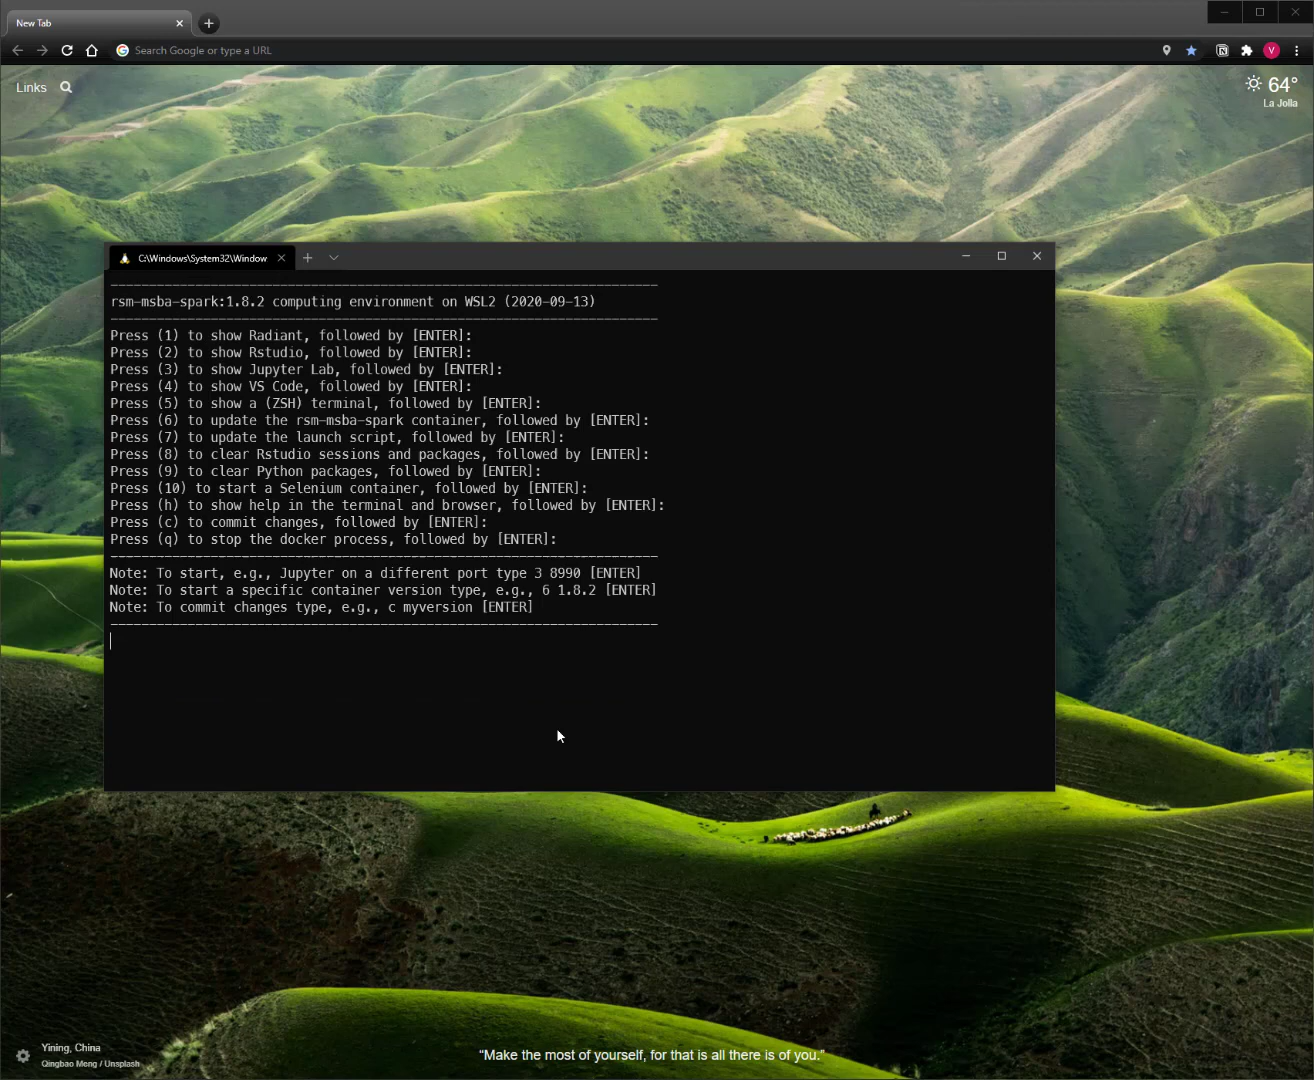 New Tab
Search Google or type a URL
V
Links
64°
La Jolla
C:\Windows\System32\Window
rsm-msba-spark:1.8.2 computing environment on WSL2 (2020-09-13)
Press (1) to show Radiant, followed by [ENTER]:
Press (2) to show Rstudio, followed by [ENTER]:
Press (3) to show Jupyter Lab, followed by [ENTER]:
Press (4) to show VS Code, followed by [ENTER]:
Press (5) to show a (ZSH) terminal, followed by [ENTER]:
Press (6) to update the rsm-msba-spark container, followed by [ENTER]:
Press (7) to update the launch script, followed by [ENTER]:
Press (8) to clear Rstudio sessions and packages, followed by [ENTER]:
Press (9) to clear Python packages, followed by [ENTER]:
Press (10) to start a Selenium container, followed by [ENTER]:
Press (h) to show help in the terminal and browser, followed by [ENTER]:
Press (c) to commit changes, followed by [ENTER]:
Press (q) to stop the docker process, followed by [ENTER]:
Note: To start, e.g., Jupyter on a different port type 3 8990 [ENTER]
Note: To start a specific container version type, e.g., 6 1.8.2 [ENTER]
Note: To commit changes type, e.g., c myversion [ENTER]
Yining, China
Qingbao Meng / Unsplash
“Make the most of yourself, for that is all there is of you.”